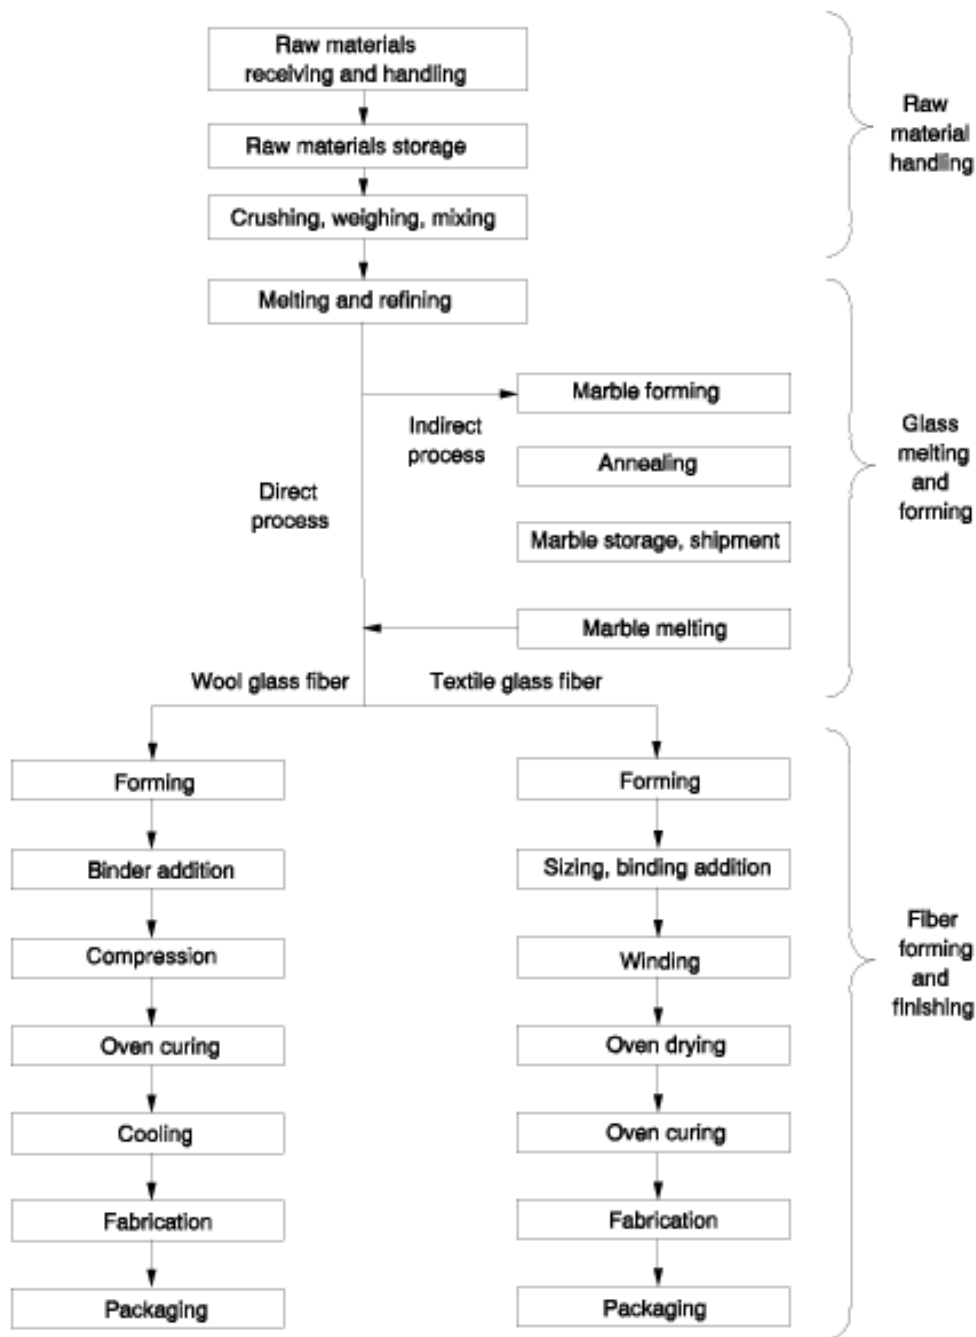 Raw materials
receiving and handling
Raw materials storage
Crushing, weighing, mixing
Raw
material
handling
Melting and refining
Marble forming
Indirect
process
Annealing
Direct
process
Marble storage, shipment
Marble melting
Glass
melting
and
forming
Wool glass fiber
Textile glass fiber
Forming
Binder addition
Compression
Oven curing
Cooling
Fabrication
Packaging
Forming
Sizing, binding addition
Winding
Oven drying
Oven curing
Fabrication
Packaging
Fiber
forming
and
finishing